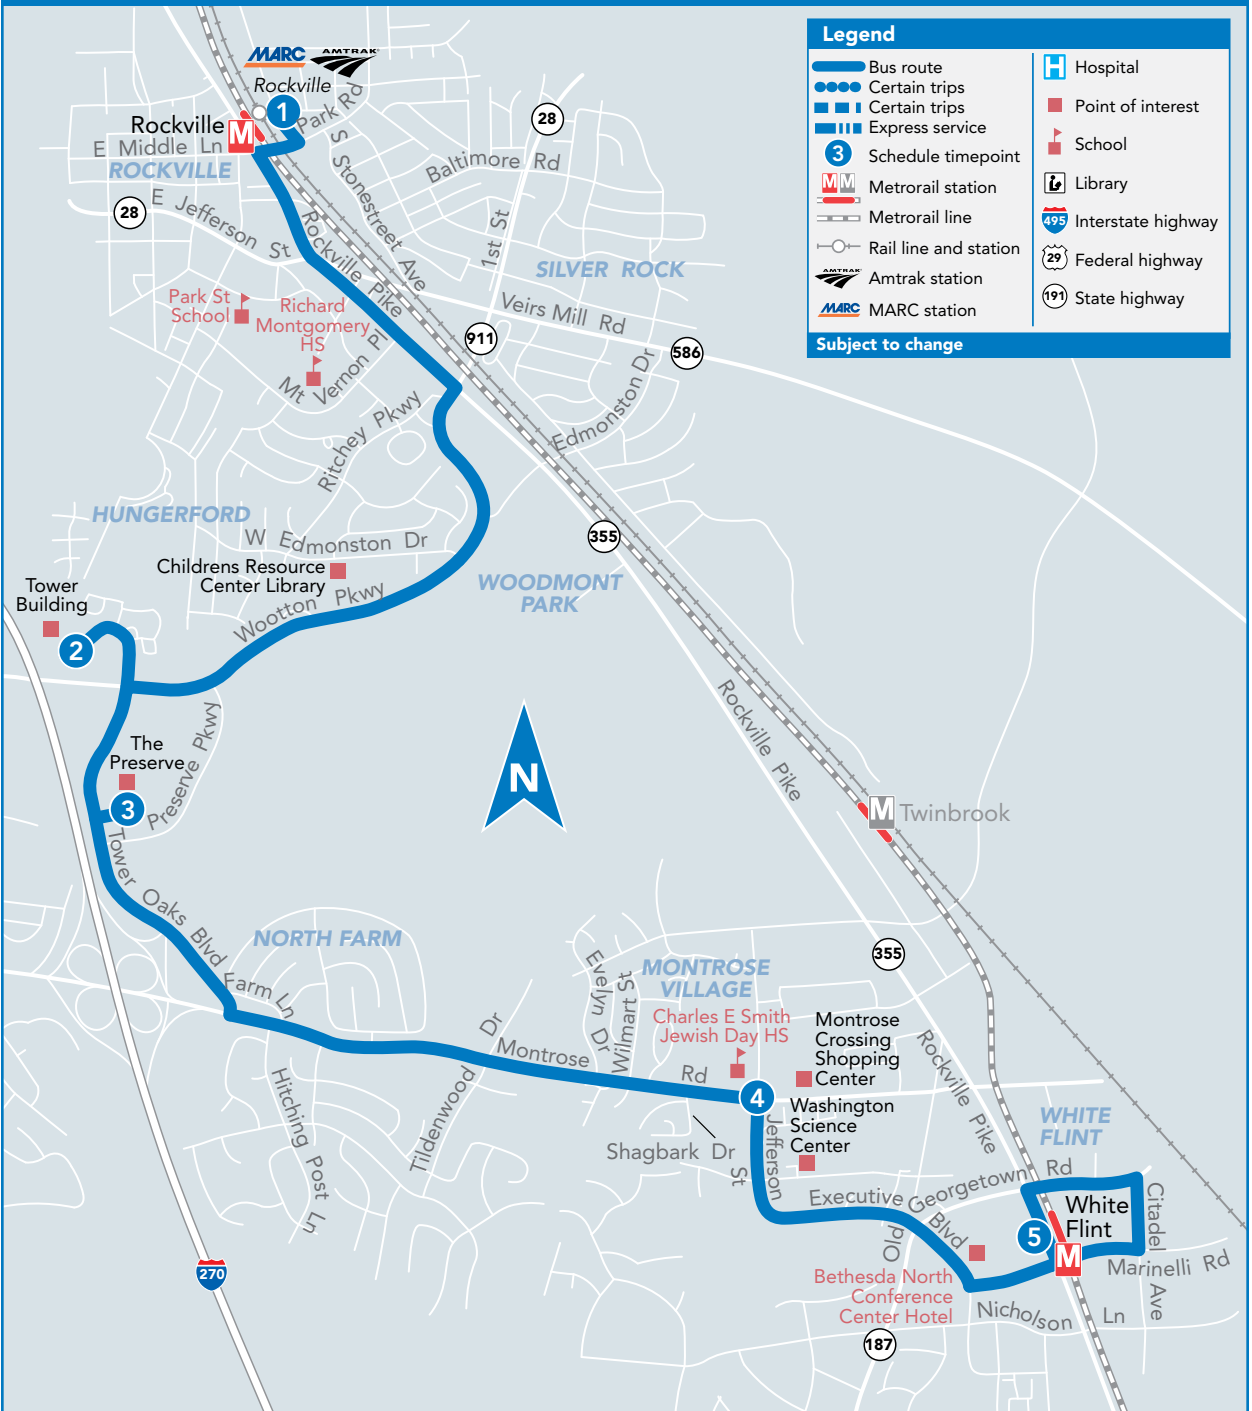 MARC
AMTRAK
Rockville
1
Park Rd
Rockville
M
E Middle Ln
ROCKVILLE
28
E Jefferson St
S Stonestreet Ave
Baltimore Rd
28
1st St
Rockville Pike
SILVER ROCK
Veirs Mill Rd
Park St
School
Richard
Montgomery
HS
Mt Vernon Pl
911
586
Edmonston Dr
Ritchey Pkwy
HUNGERFORD
W Edmonston Dr
355
Childrens Resource
Center Library
WOODMONT
PARK
Wootton Pkwy
Tower
Building
2
The
Preserve
3
Preserve Pkwy
N
Rockville Pike
M
Twinbrook
Tower Oaks Blvd
NORTH FARM
Farm Ln
Evelyn Dr
Wilmart St
MONTROSE
VILLAGE
355
Charles E Smith
Jewish Day HS
Montrose
Crossing
Shopping
Center
Montrose Rd
Tildenwood Dr
Hitching Post Ln
4
Washington
Science
Center
Shagbark Dr
Jefferson St
Rockville Pike
WHITE
FLINT
Executive Blvd
Old Georgetown Rd
White
Flint
5
M
Citadel Ave
Marinelli Rd
Bethesda North
Conference
Center Hotel
Nicholson Ln
187
270
Legend
Bus route
Certain trips
Certain trips
Express service
3
Schedule timepoint
M M
Metrorail station
Metrorail line
Rail line and station
AMTRAK
Amtrak station
MARC
MARC station
H
Hospital
Point of interest
School
Library
495
Interstate highway
29
Federal highway
191
State highway
Subject to change